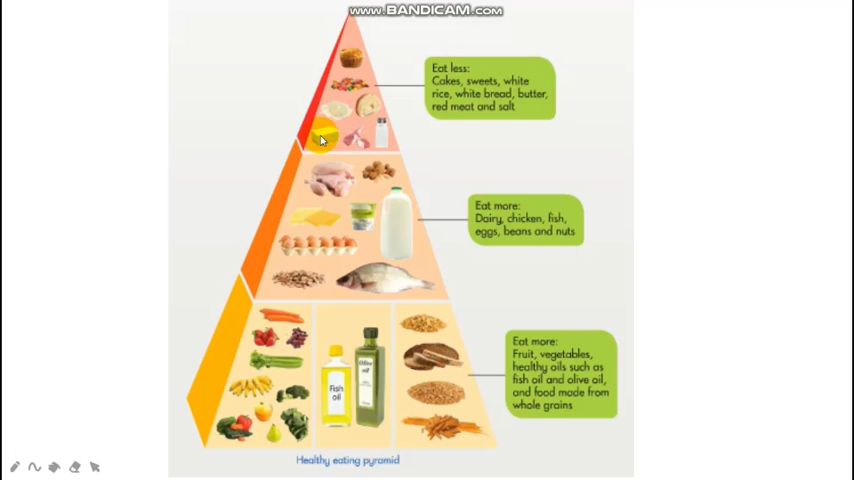 www.BANDICAM.com
Eat less:
Cakes, sweets, white
rice, white bread, butter,
red meat and salt
Eat more:
Dairy, chicken, fish,
eggs, beans and nuts
Eat more:
Fruit, vegetables,
healthy oils such as
fish oil and olive oil,
and food made from
whole grains
Olive
oil
Fish
oil
Healthy eating pyramid